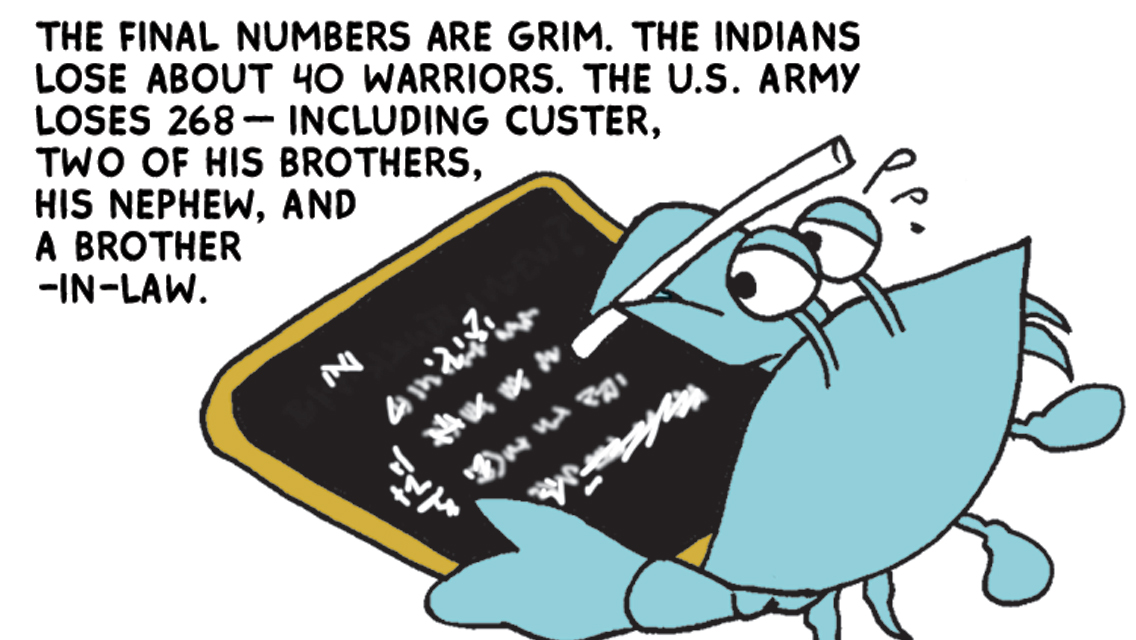 THE FINAL NUMBERS ARE GRIM. THE INDIANS
LOSE ABOUT 40 WARRIORS. THE U.S. ARMY
LOSES 268 — INCLUDING CUSTER,
TWO OF HIS BROTHERS,
HIS NEPHEW, AND
A BROTHER
-IN-LAW.